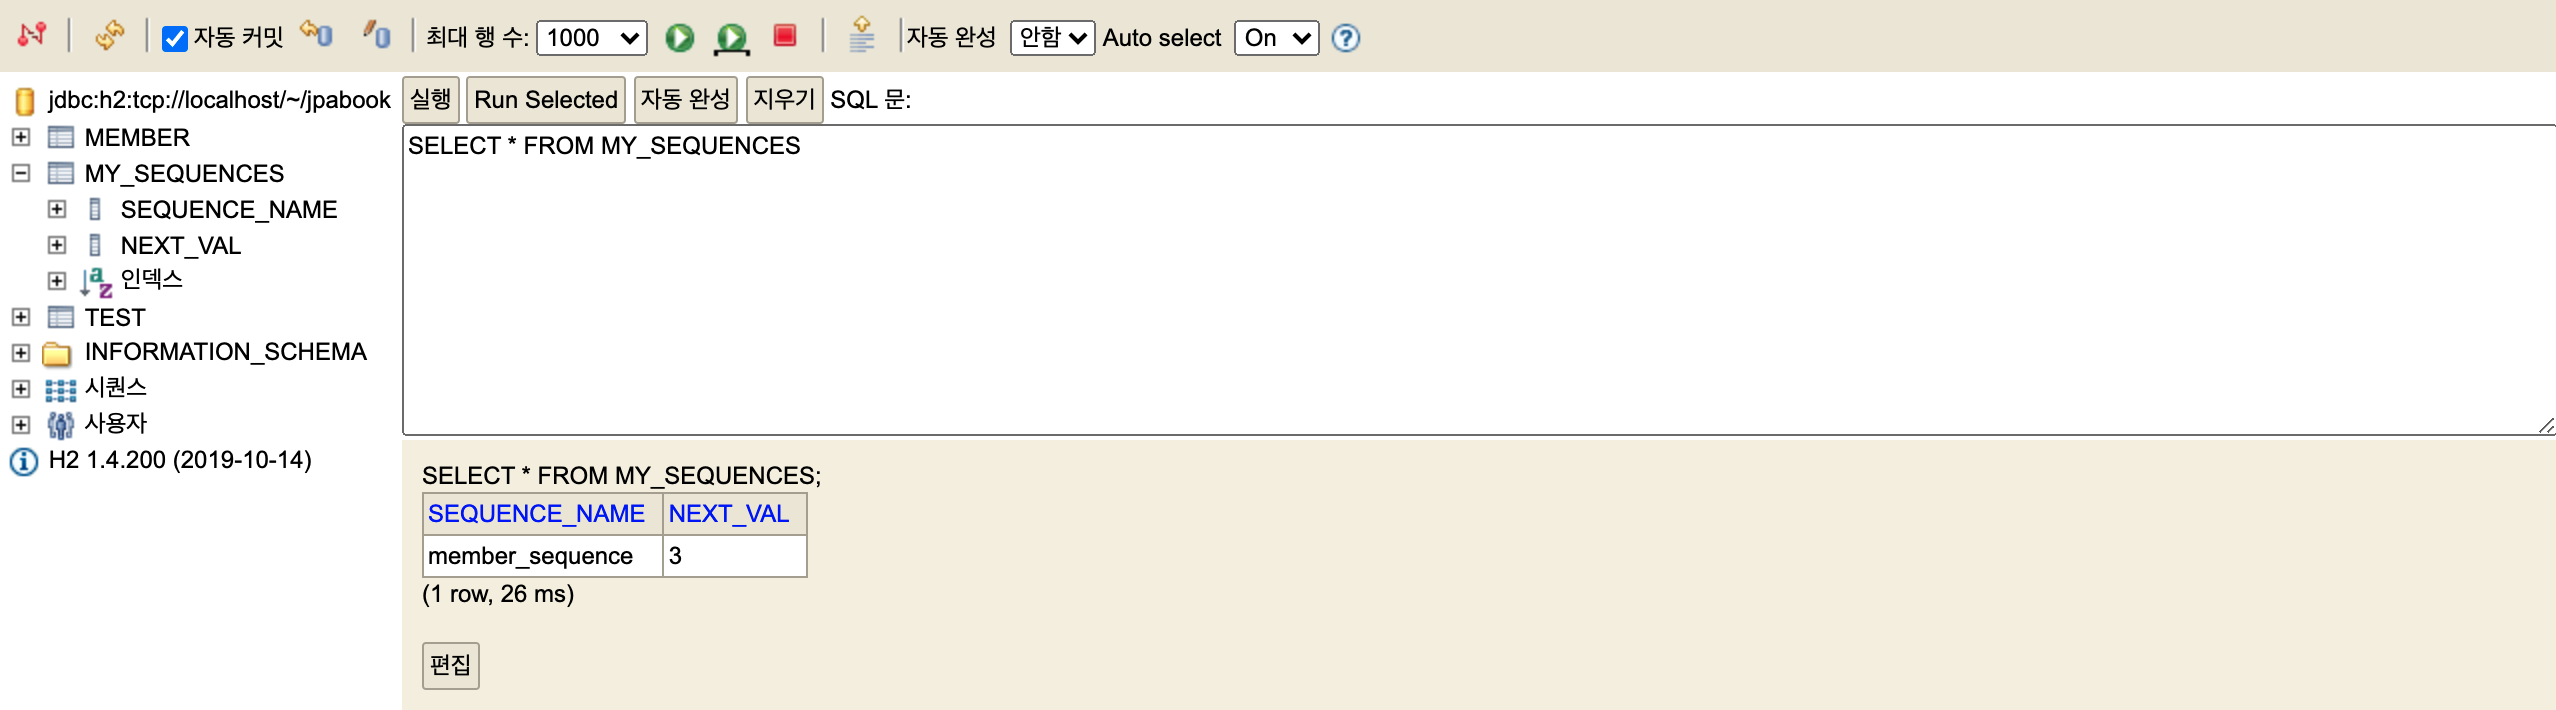 자동 커밋 최대 행 수: 1000 자동 완성 안함 Auto select On ?
jdbc:h2:tcp://localhost/~/jpabook
MEMBER
MY_SEQUENCES
SEQUENCE_NAME
NEXT_VAL
인덱스
TEST
INFORMATION_SCHEMA
시퀀스
사용자
H2 1.4.200 (2019-10-14)
실행 Run Selected 자동 완성 지우기 SQL 문:
SELECT * FROM MY_SEQUENCES
SELECT * FROM MY_SEQUENCES;
SEQUENCE_NAME NEXT_VAL
member_sequence 3
(1 row, 26 ms)
편집